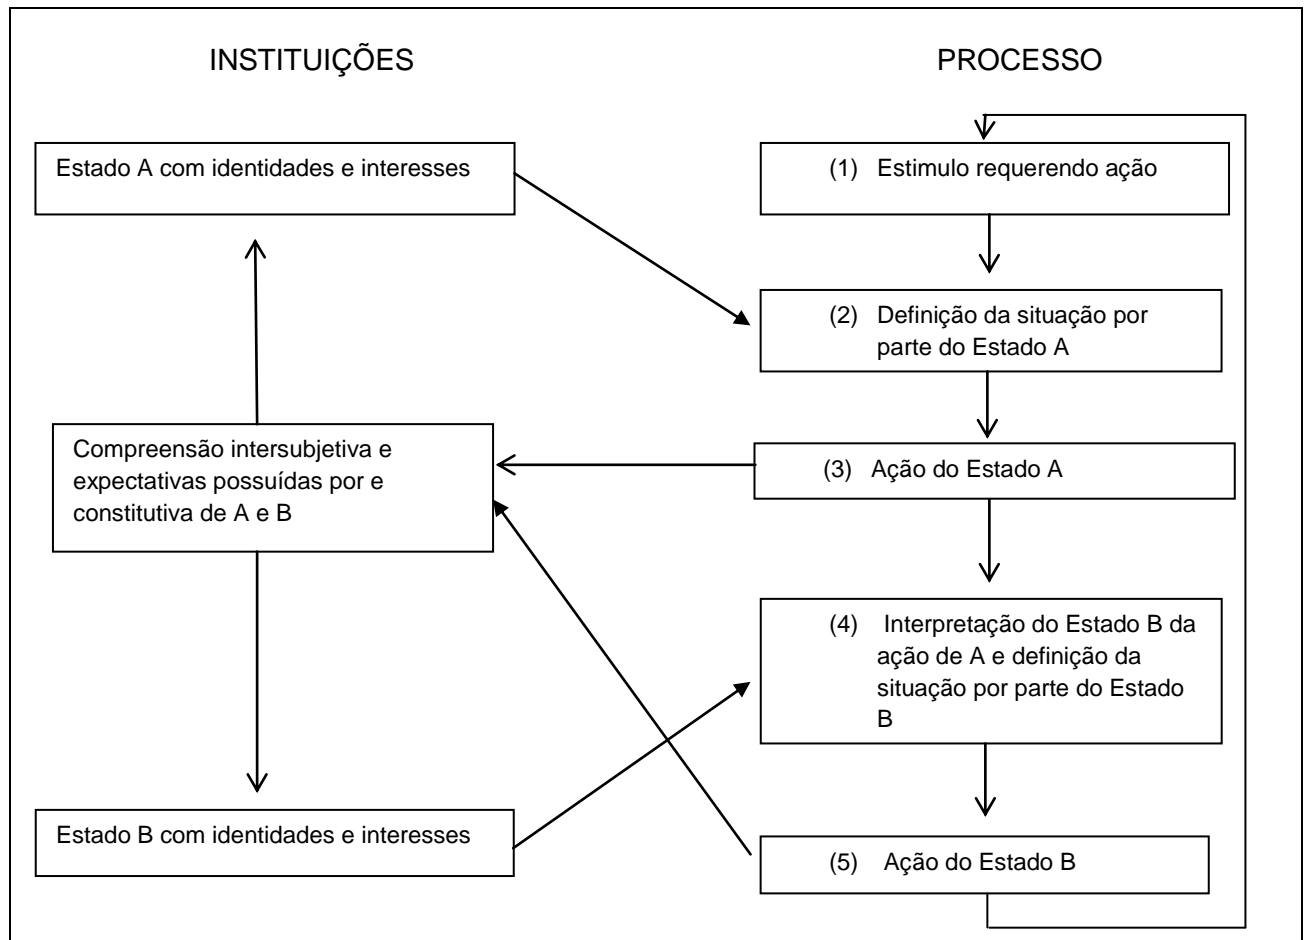 INSTITUIÇÕES
PROCESSO
Estado A com identidades e interesses
(1) Estimulo requerendo ação
(2) Definição da situação por
parte do Estado A
Compreensão intersubjetiva e
expectativas possuídas por e
constitutiva de A e B
(3) Ação do Estado A
(4) Interpretação do Estado B da
ação de A e definição da
situação por parte do Estado
B
Estado B com identidades e interesses
(5) Ação do Estado B